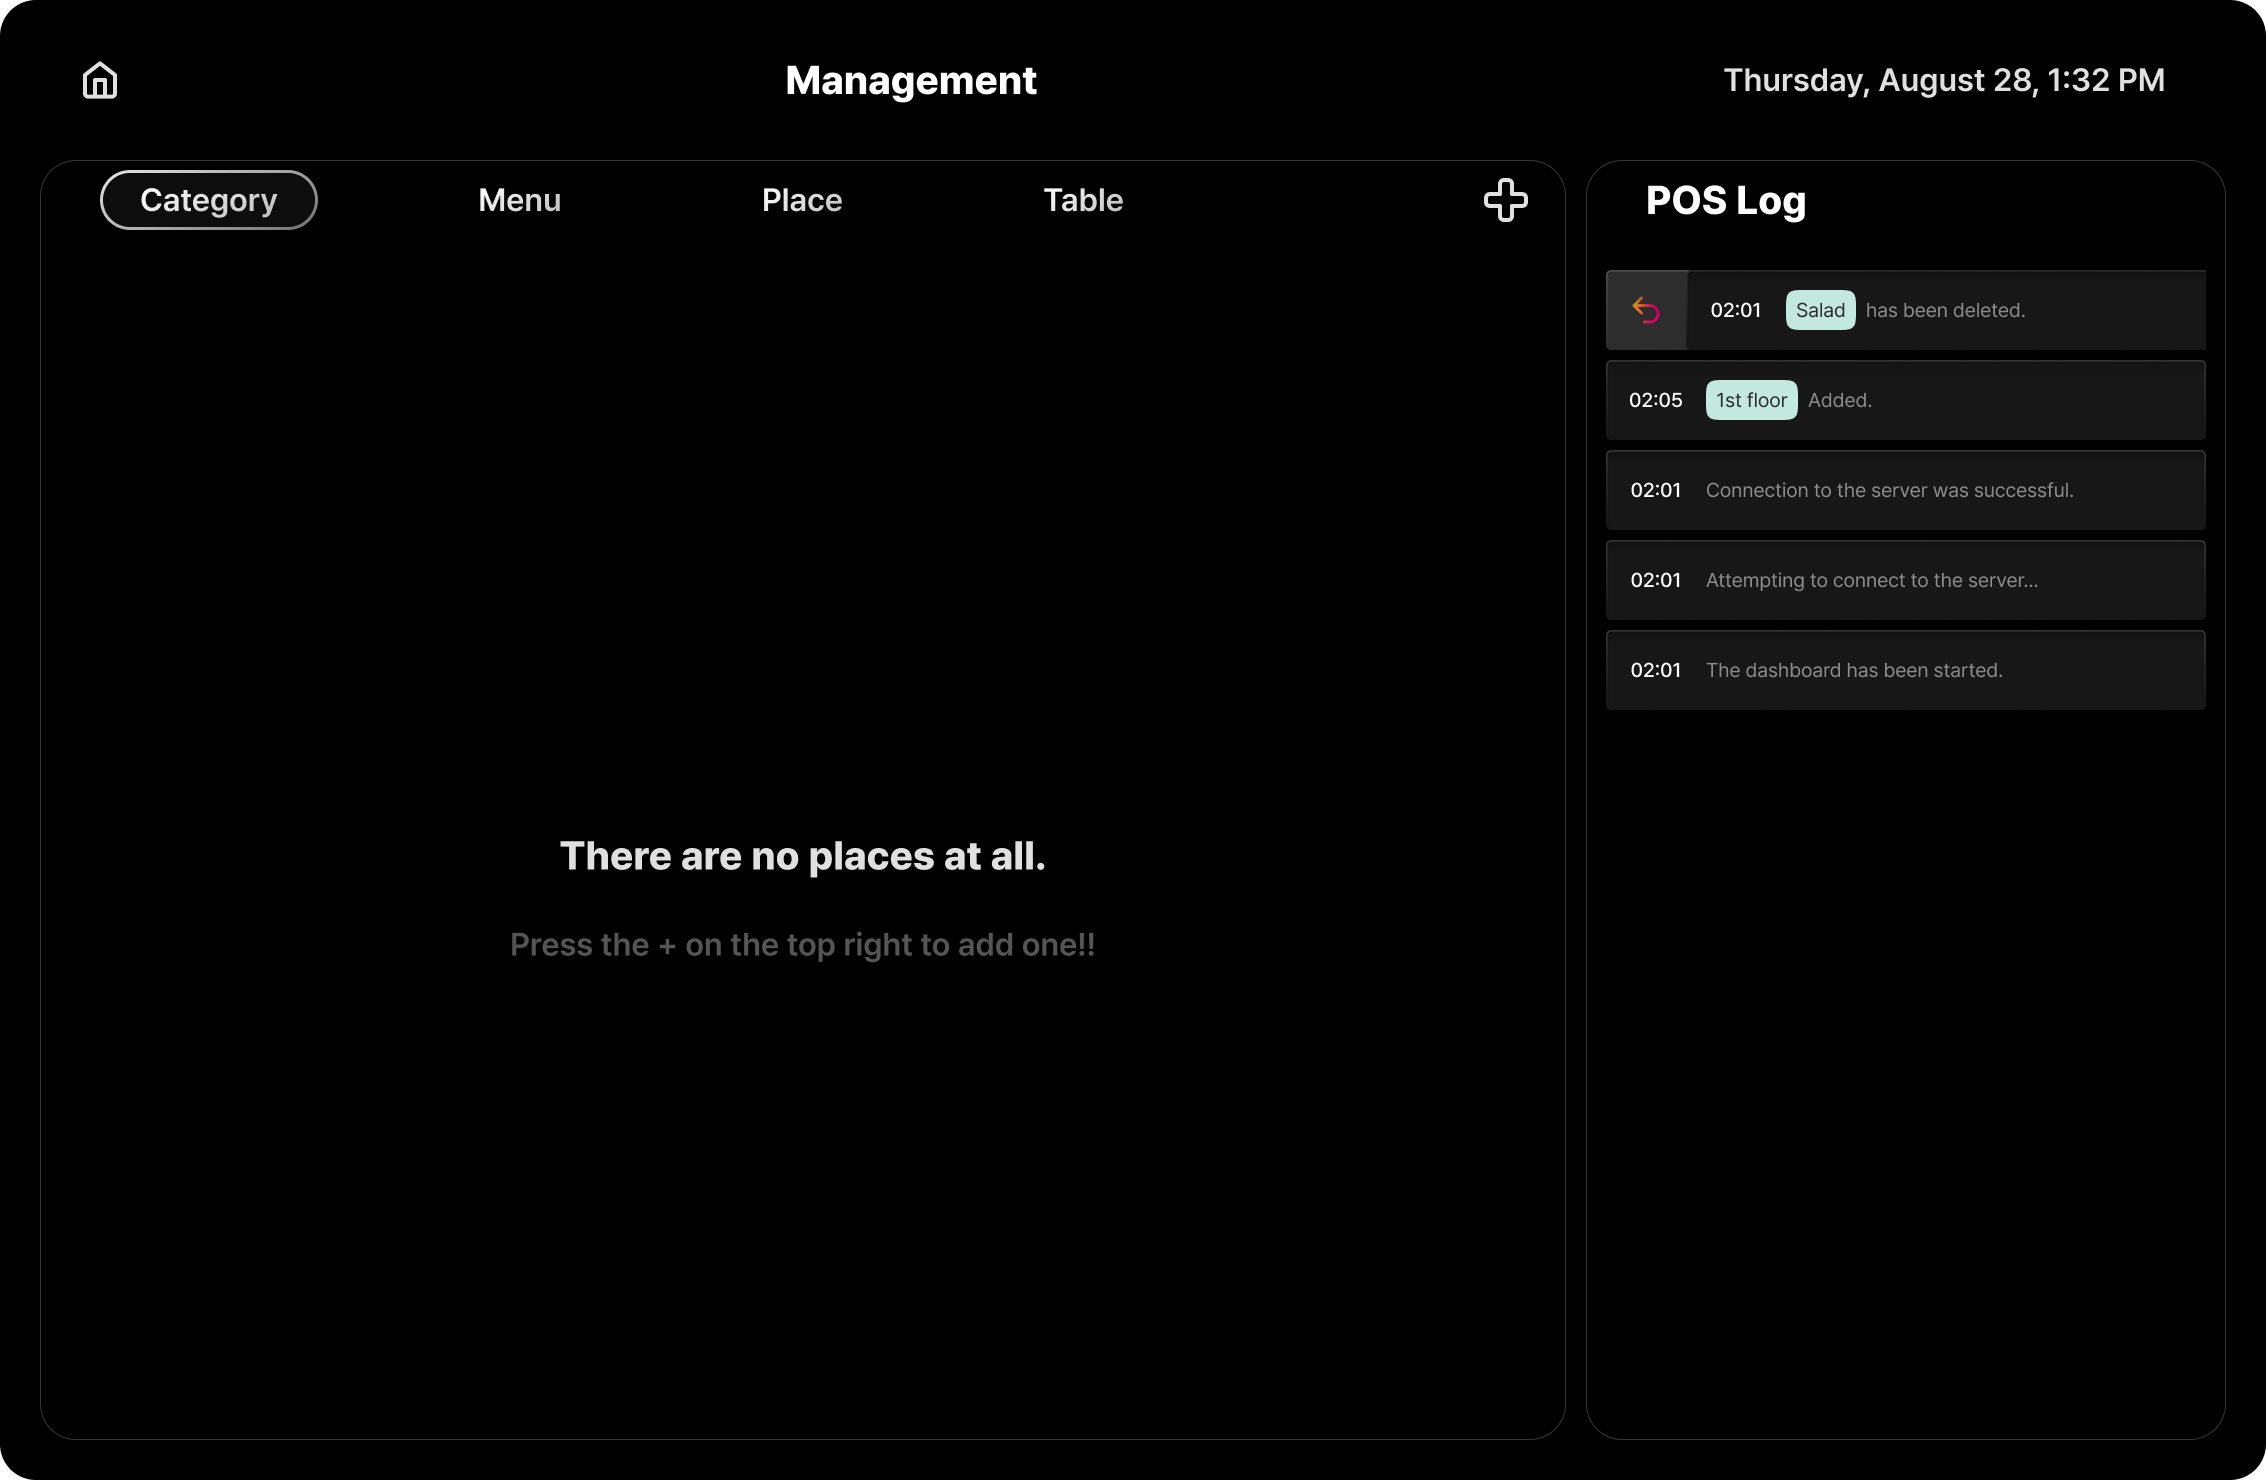 Management
Thursday, August 28, 1:32 PM
Category
Menu
Place
Table
There are no places at all.
Press the + on the top right to add one!!
POS Log
02:01 Salad has been deleted.
02:05 1st floor Added.
02:01 Connection to the server was successful.
02:01 Attempting to connect to the server...
02:01 The dashboard has been started.